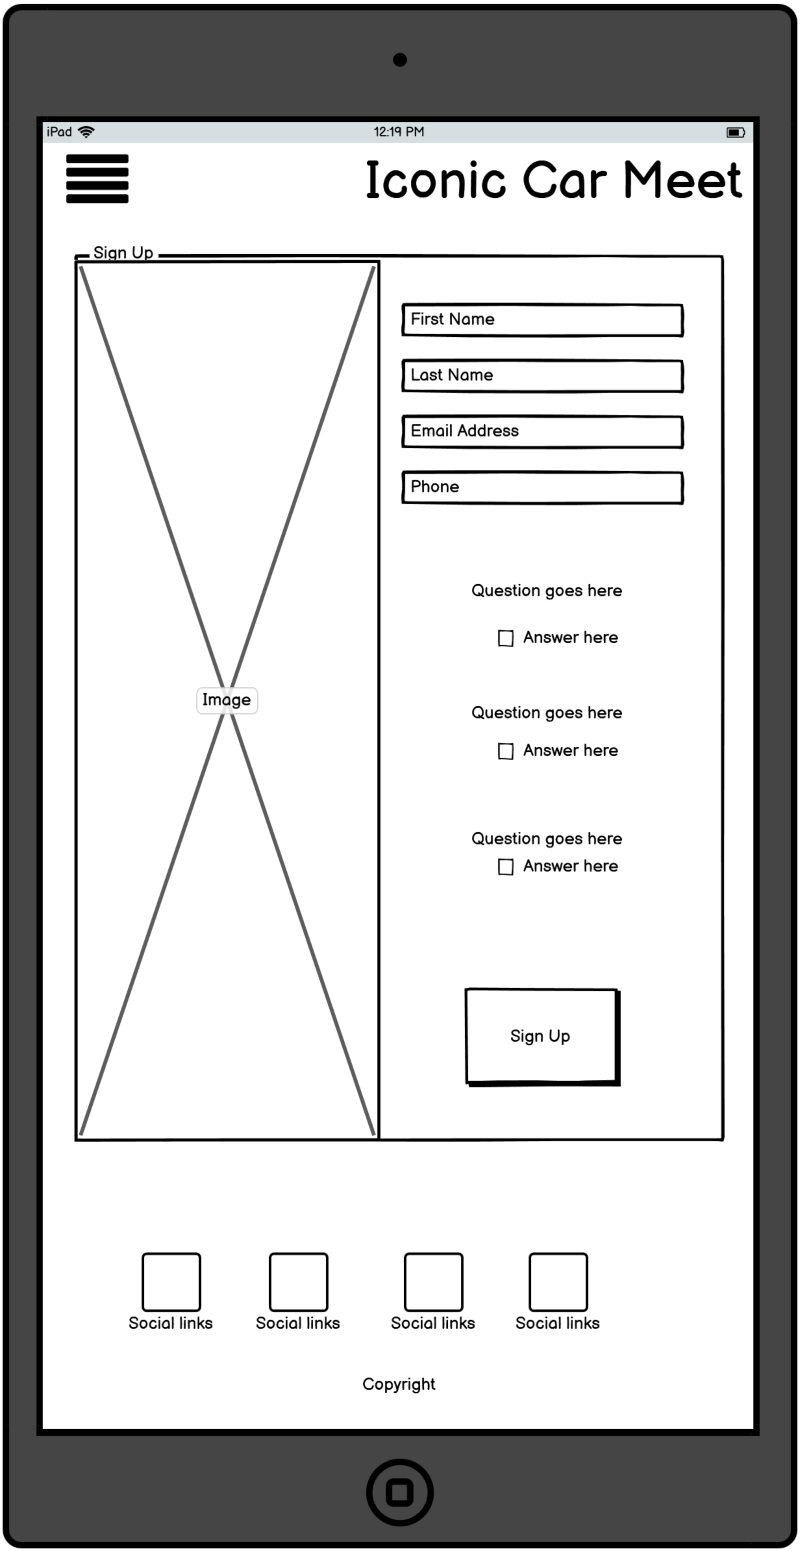 iPad 12:19 PM
Iconic Car Meet
Sign Up
First Name
Last Name
Email Address
Phone
Image
Question goes here
Answer here
Question goes here
Answer here
Question goes here
Answer here
Sign Up
Social links Social links Social links Social links
Copyright